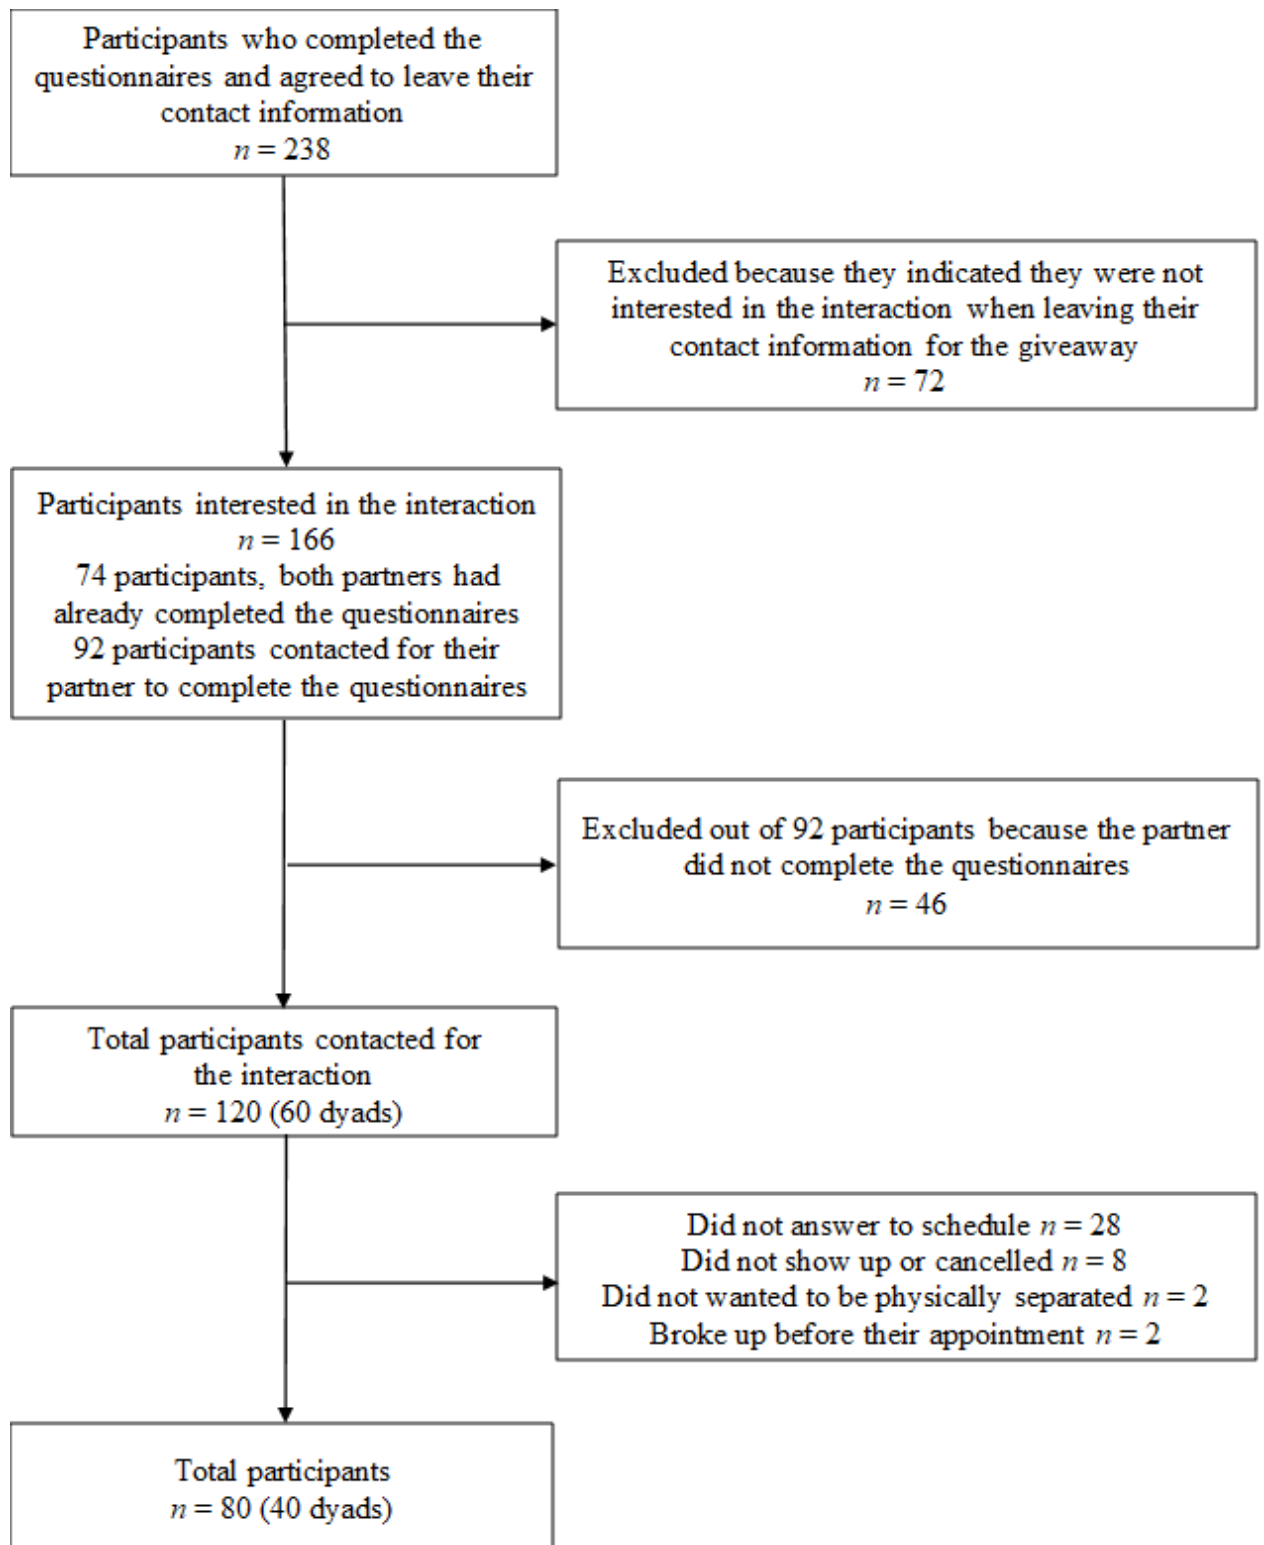 Participants who completed the
questionnaires and agreed to leave their
contact information
n = 238
Excluded because they indicated they were not
interested in the interaction when leaving their
contact information for the giveaway
n = 72
Participants interested in the interaction
n = 166
74 participants, both partners had
already completed the questionnaires
92 participants contacted for their
partner to complete the questionnaires
Excluded out of 92 participants because the partner
did not complete the questionnaires
n = 46
Total participants contacted for
the interaction
n = 120 (60 dyads)
Did not answer to schedule n = 28
Did not show up or cancelled n = 8
Did not wanted to be physically separated n = 2
Broke up before their appointment n = 2
Total participants
n = 80 (40 dyads)